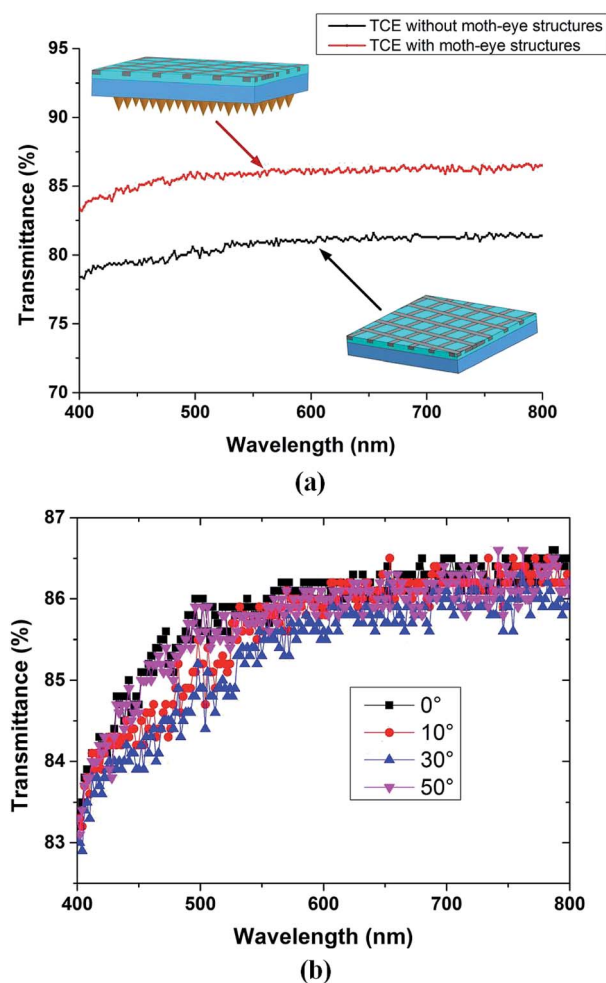 TCE without moth-eye structures
TCE with moth-eye structures
Transmittance (%)
95
90
85
80
75
70
400 500 600 700 800
Wavelength (nm)
(a)
Transmittance (%)
87
86
85
84
83
0°
10°
30°
50°
400 500 600 700 800
Wavelength (nm)
(b)